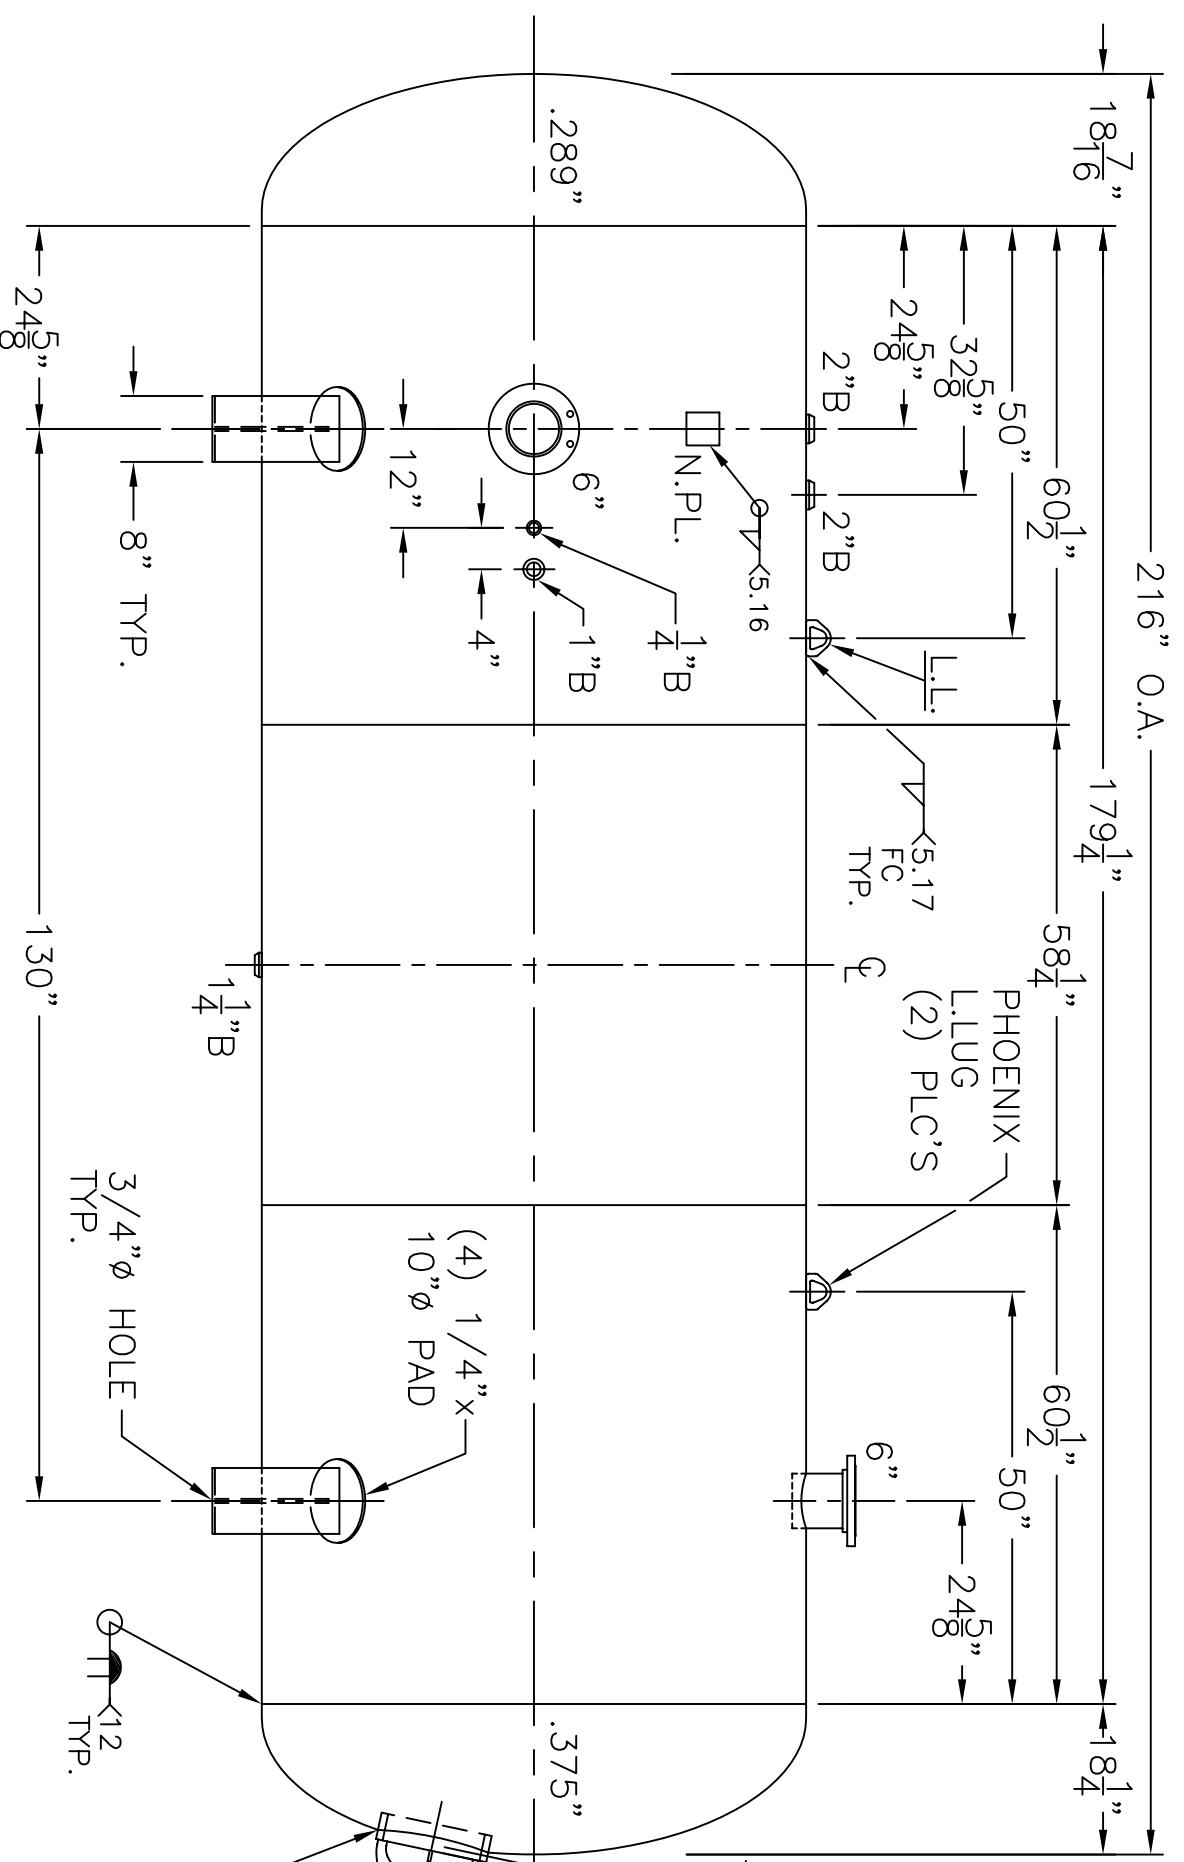 216" O.A.
18 7/16"
179 1/4"
18 1/4"
60 1/2"
58 1/4"
60 1/2"
50"
50"
32 5/8"
24 5/8"
24 5/8"
PHOENIX
L.LUG
(2) PLC'S
L.L.
5.17
FC
TYP.
2"B
2"B
6"
CL
5.16
N.PL.
.289"
6"
1/4"B
1"B
.375"
12"
4"
(4) 1/4"x
10"ø PAD
1 1/4"B
8" TYP.
3/4"ø HOLE
TYP.
12
TYP.
24 5/8"
130"